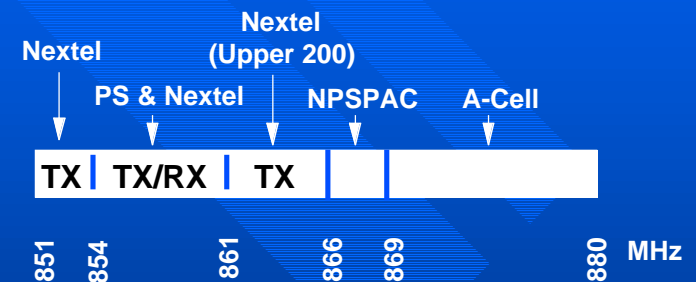 Nextel
Nextel
(Upper 200)
PS & Nextel
NPSPAC
A-Cell
TX
TX/RX
TX
851
854
861
866
869
880
MHz